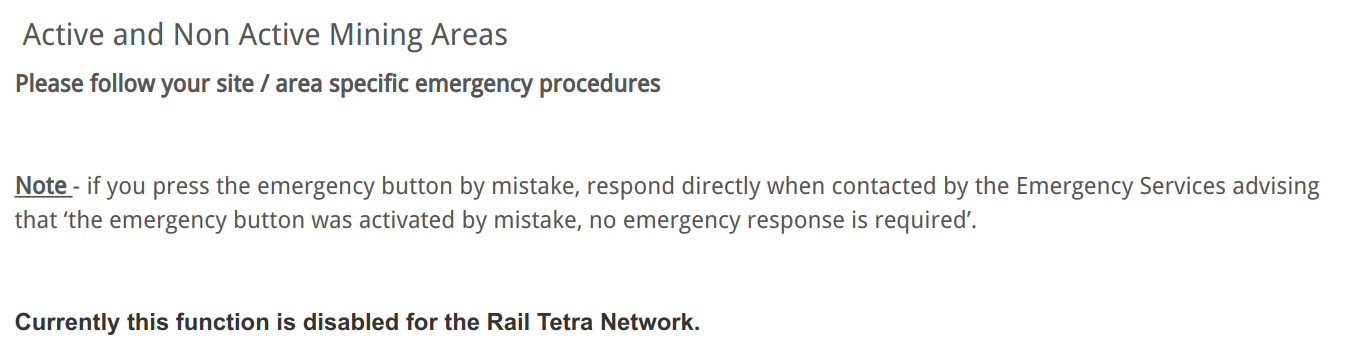 Active and Non Active Mining Areas
Please follow your site / area specific emergency procedures
Note - if you press the emergency button by mistake, respond directly when contacted by the Emergency Services advising
that ‘the emergency button was activated by mistake, no emergency response is required’.
Currently this function is disabled for the Rail Tetra Network.